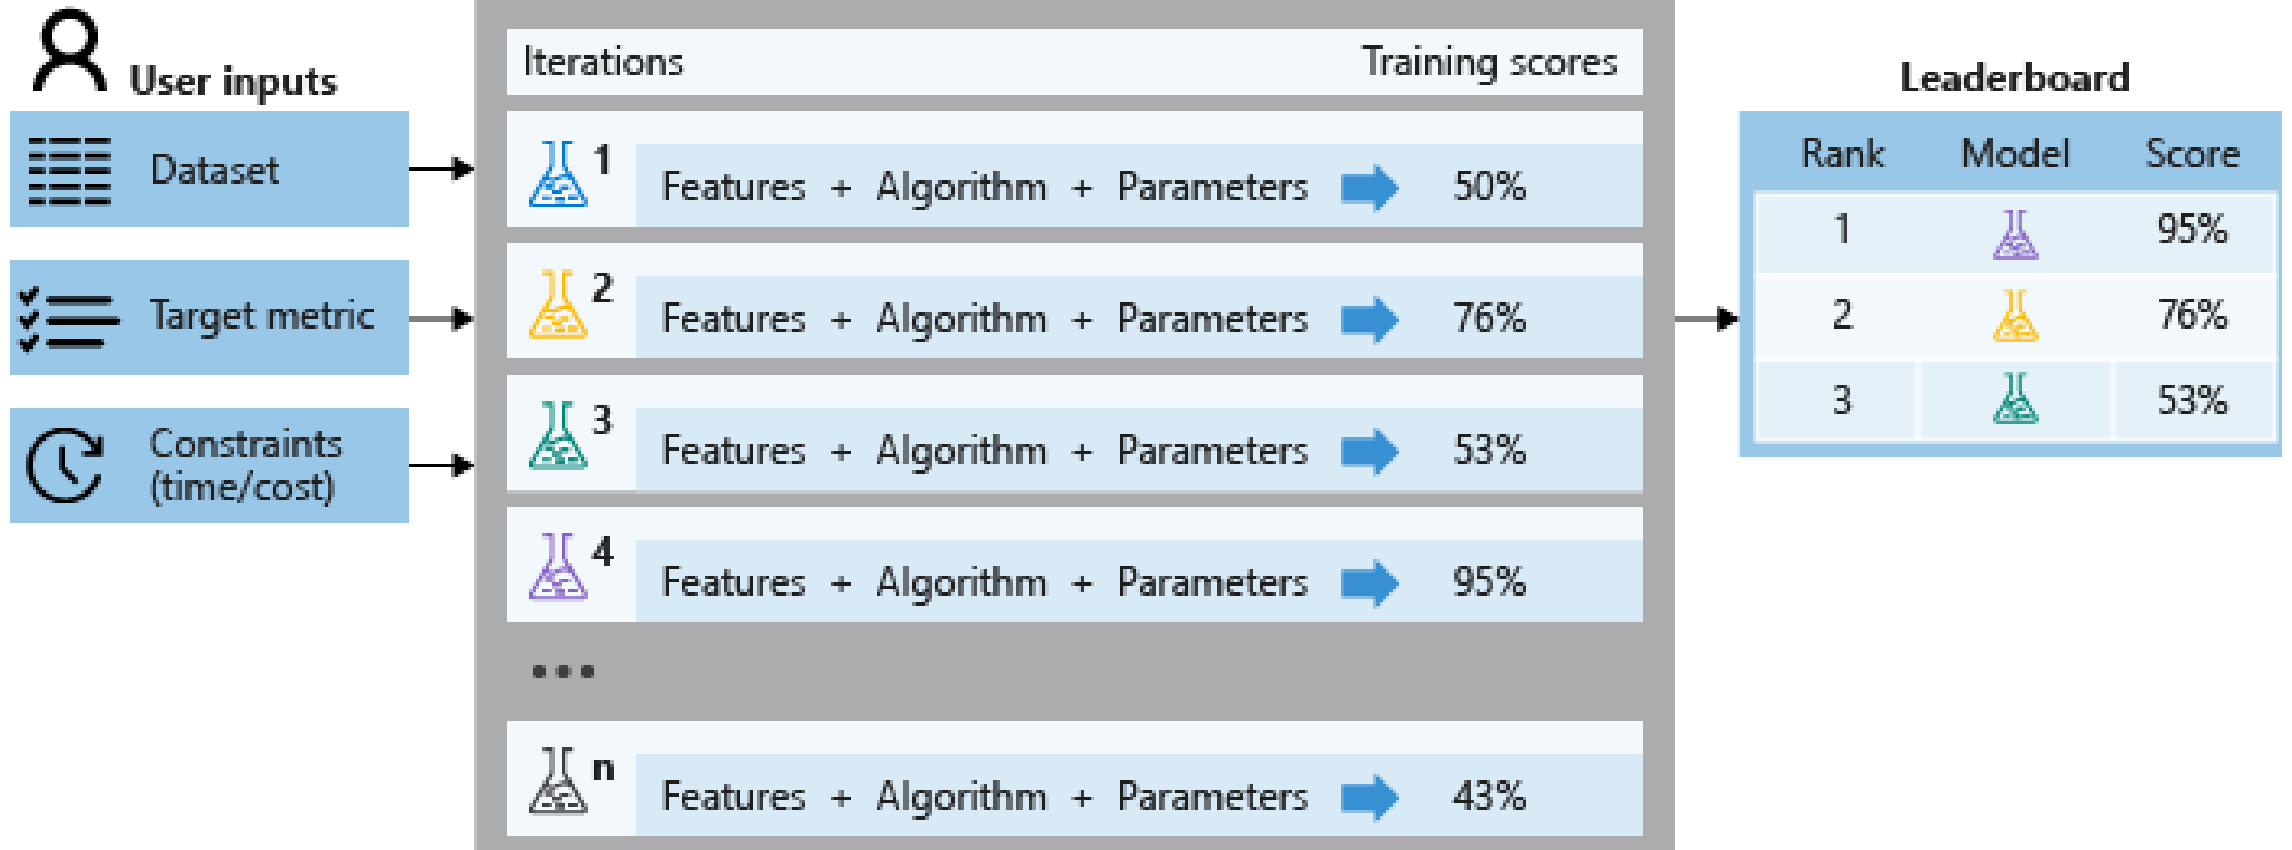 User inputs
Dataset
Target metric
Constraints
(time/cost)
Iterations Training scores
1 Features + Algorithm + Parameters 50%
2 Features + Algorithm + Parameters 76%
3 Features + Algorithm + Parameters 53%
4 Features + Algorithm + Parameters 95%
...
n Features + Algorithm + Parameters 43%
Leaderboard
Rank Model Score
1 95%
2 76%
3 53%